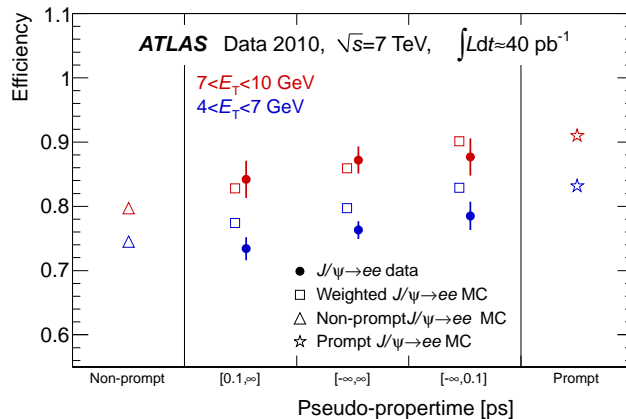 ATLAS Data 2010, √s=7 TeV, ∫Ldt≈40 pb⁻¹
7<E_T<10 GeV
4<E_T<7 GeV
Efficiency
1.1
1
0.9
0.8
0.7
0.6
J/ψ→ee data
Weighted J/ψ→ee MC
Non-promptJ/ψ→ee MC
Prompt J/ψ→ee MC
Non-prompt [0.1,∞] [-∞,∞] [-∞,0.1] Prompt
Pseudo-propertime [ps]